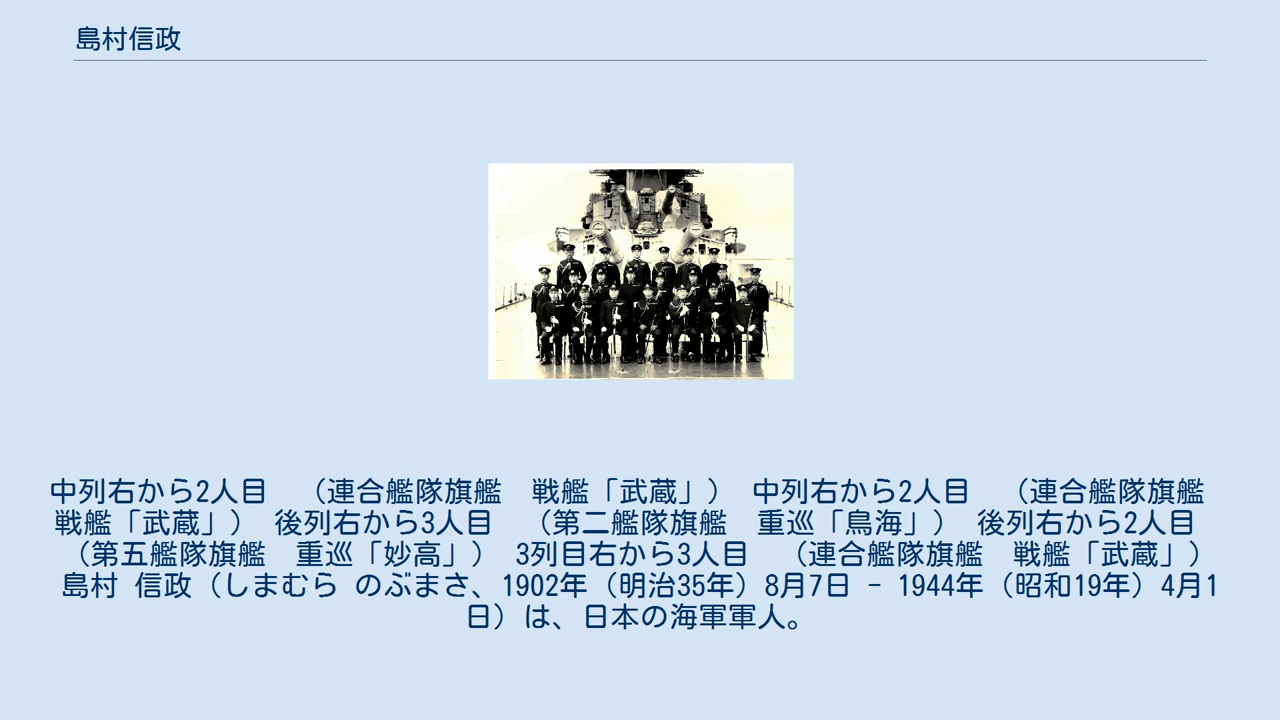 島村信政
中列右から2人目　（連合艦隊旗艦　戦艦「武蔵」） 中列右から2人目　（連合艦隊旗艦
戦艦「武蔵」） 後列右から3人目　（第二艦隊旗艦　重巡「鳥海」） 後列右から2人目
（第五艦隊旗艦　重巡「妙高」） 3列目右から3人目　（連合艦隊旗艦　戦艦「武蔵」）
島村 信政（しまむら のぶまさ、1902年（明治35年）8月7日 - 1944年（昭和19年）4月1
日）は、日本の海軍軍人。